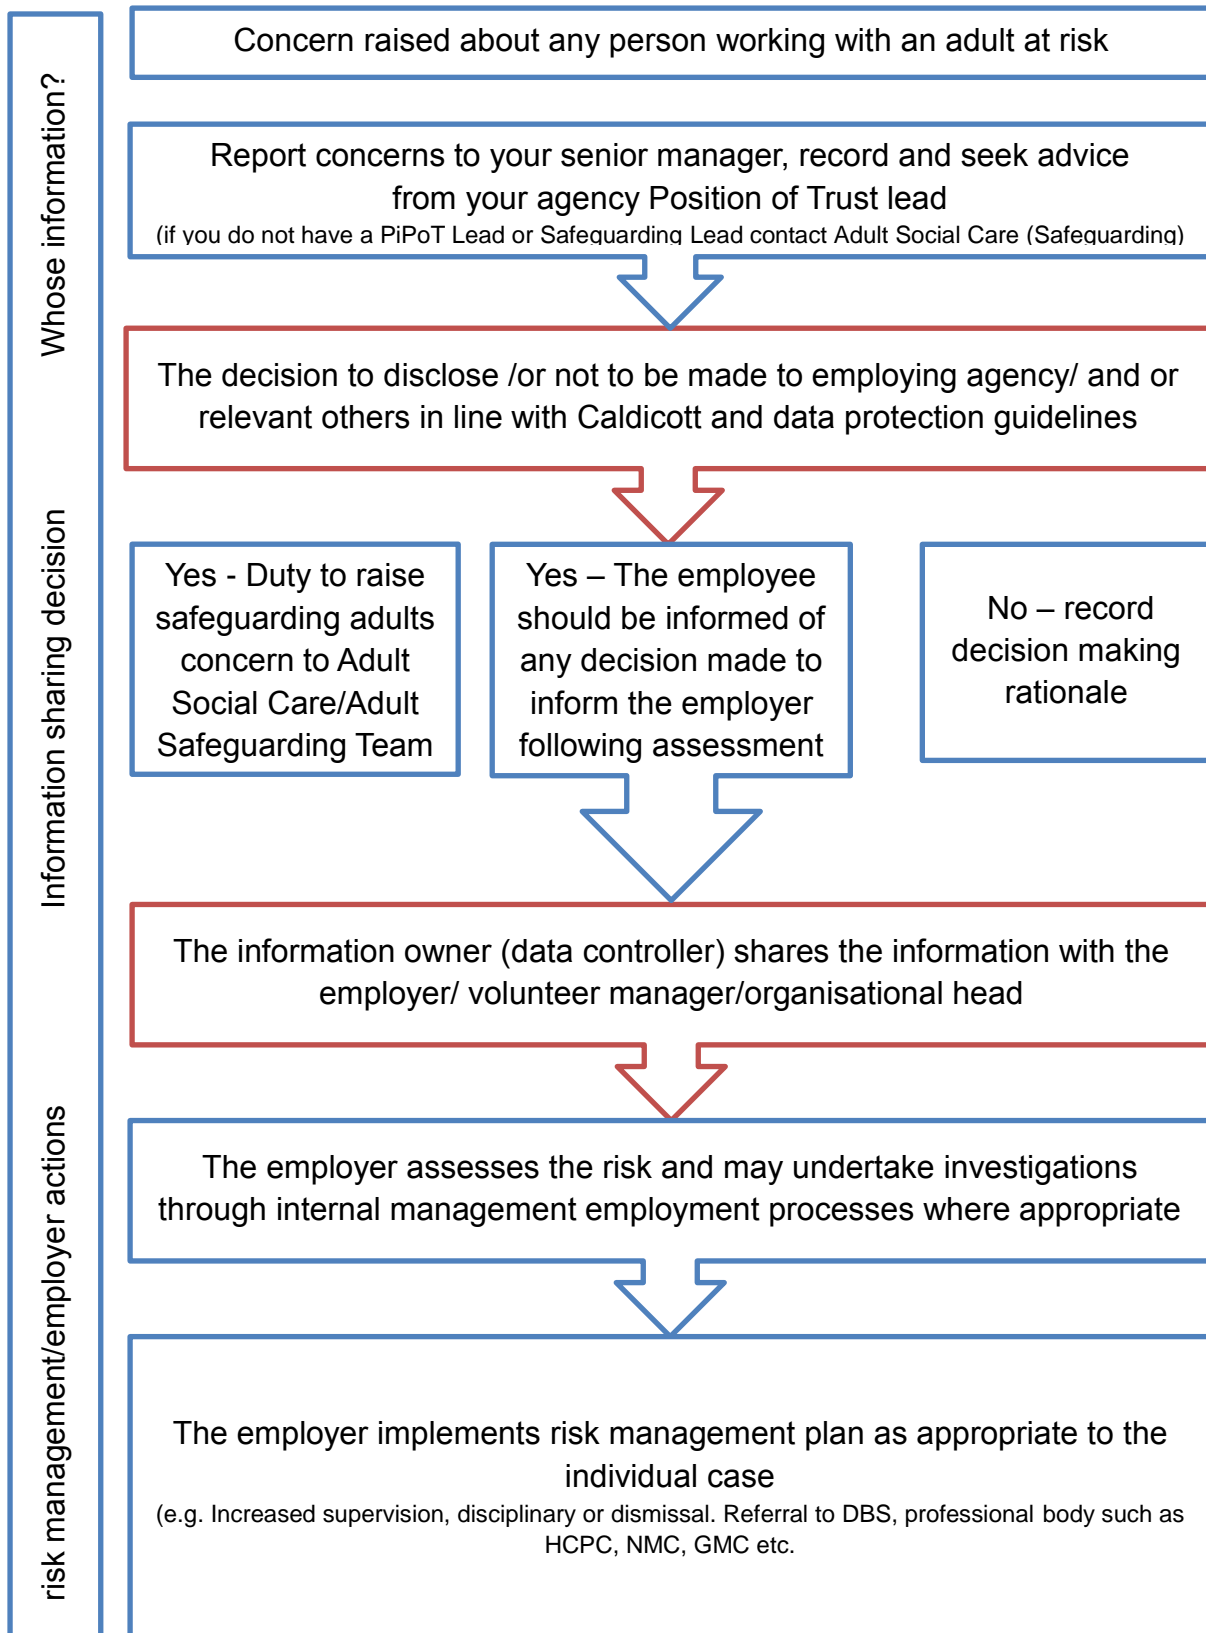 Whose information?
Concern raised about any person working with an adult at risk
Report concerns to your senior manager, record and seek advice
from your agency Position of Trust lead
(if you do not have a PiPoT Lead or Safeguarding Lead contact Adult Social Care (Safeguarding)
The decision to disclose /or not to be made to employing agency/ and or
relevant others in line with Caldicott and data protection guidelines
Information sharing decision
Yes - Duty to raise
safeguarding adults
concern to Adult
Social Care/Adult
Safeguarding Team
Yes – The employee
should be informed of
any decision made to
inform the employer
following assessment
No – record
decision making
rationale
The information owner (data controller) shares the information with the
employer/ volunteer manager/organisational head
risk management/employer actions
The employer assesses the risk and may undertake investigations
through internal management employment processes where appropriate
The employer implements risk management plan as appropriate to the
individual case
(e.g. Increased supervision, disciplinary or dismissal. Referral to DBS, professional body such as
HCPC, NMC, GMC etc.